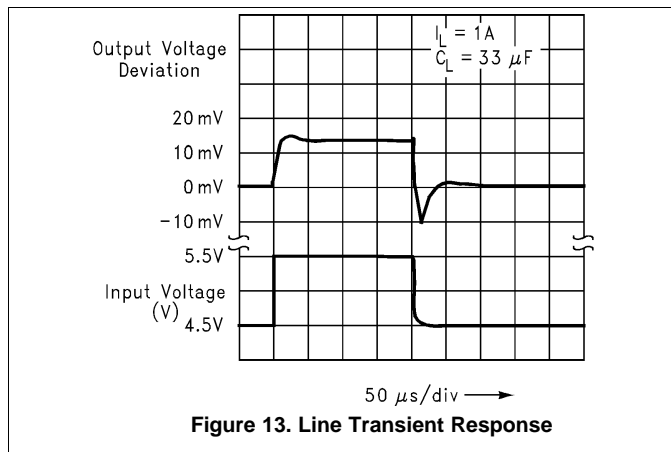 Output Voltage
Deviation
I_L = 1A
C_L = 33 μF
20 mV
10 mV
0 mV
-10 mV
5.5V
Input Voltage
(V)
4.5V
50 μs/div
Figure 13. Line Transient Response